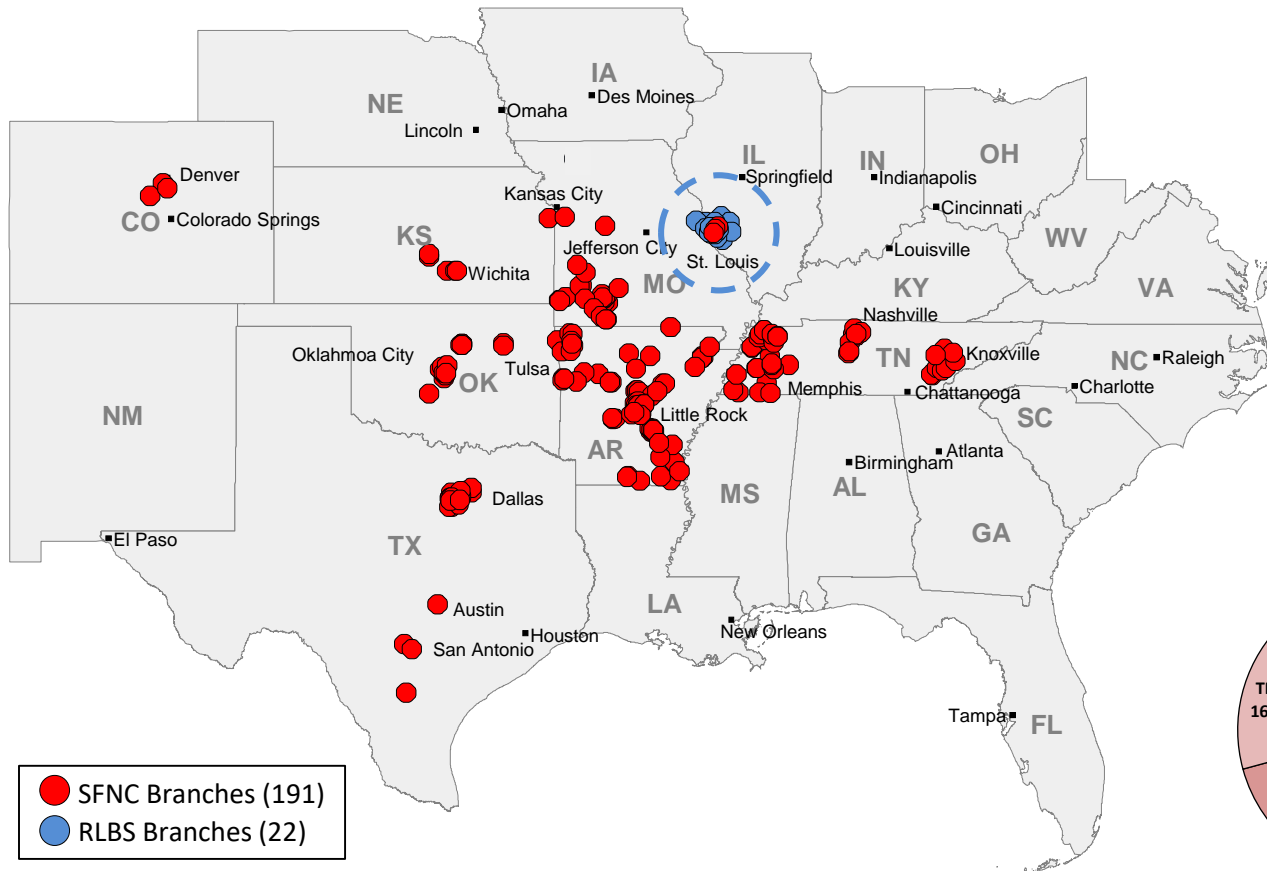 IA
Des Moines
NE
Omaha
Lincoln
IL
Springfield
IN
Indianapolis
OH
Cincinnati
Denver
CO
Colorado Springs
Kansas City
KS
Wichita
Jefferson City
MO
St. Louis
Louisville
KY
WV
VA
Nashville
TN
Knoxville
NC
Raleigh
Oklahmoa City
OK
Tulsa
Memphis
Chattanooga
Charlotte
SC
NM
Little Rock
AR
MS
Birmingham
AL
Atlanta
GA
Dallas
El Paso
TX
LA
Austin
San Antonio
Houston
New Orleans
Tampa
FL
16
SFNC Branches (191)
RLBS Branches (22)